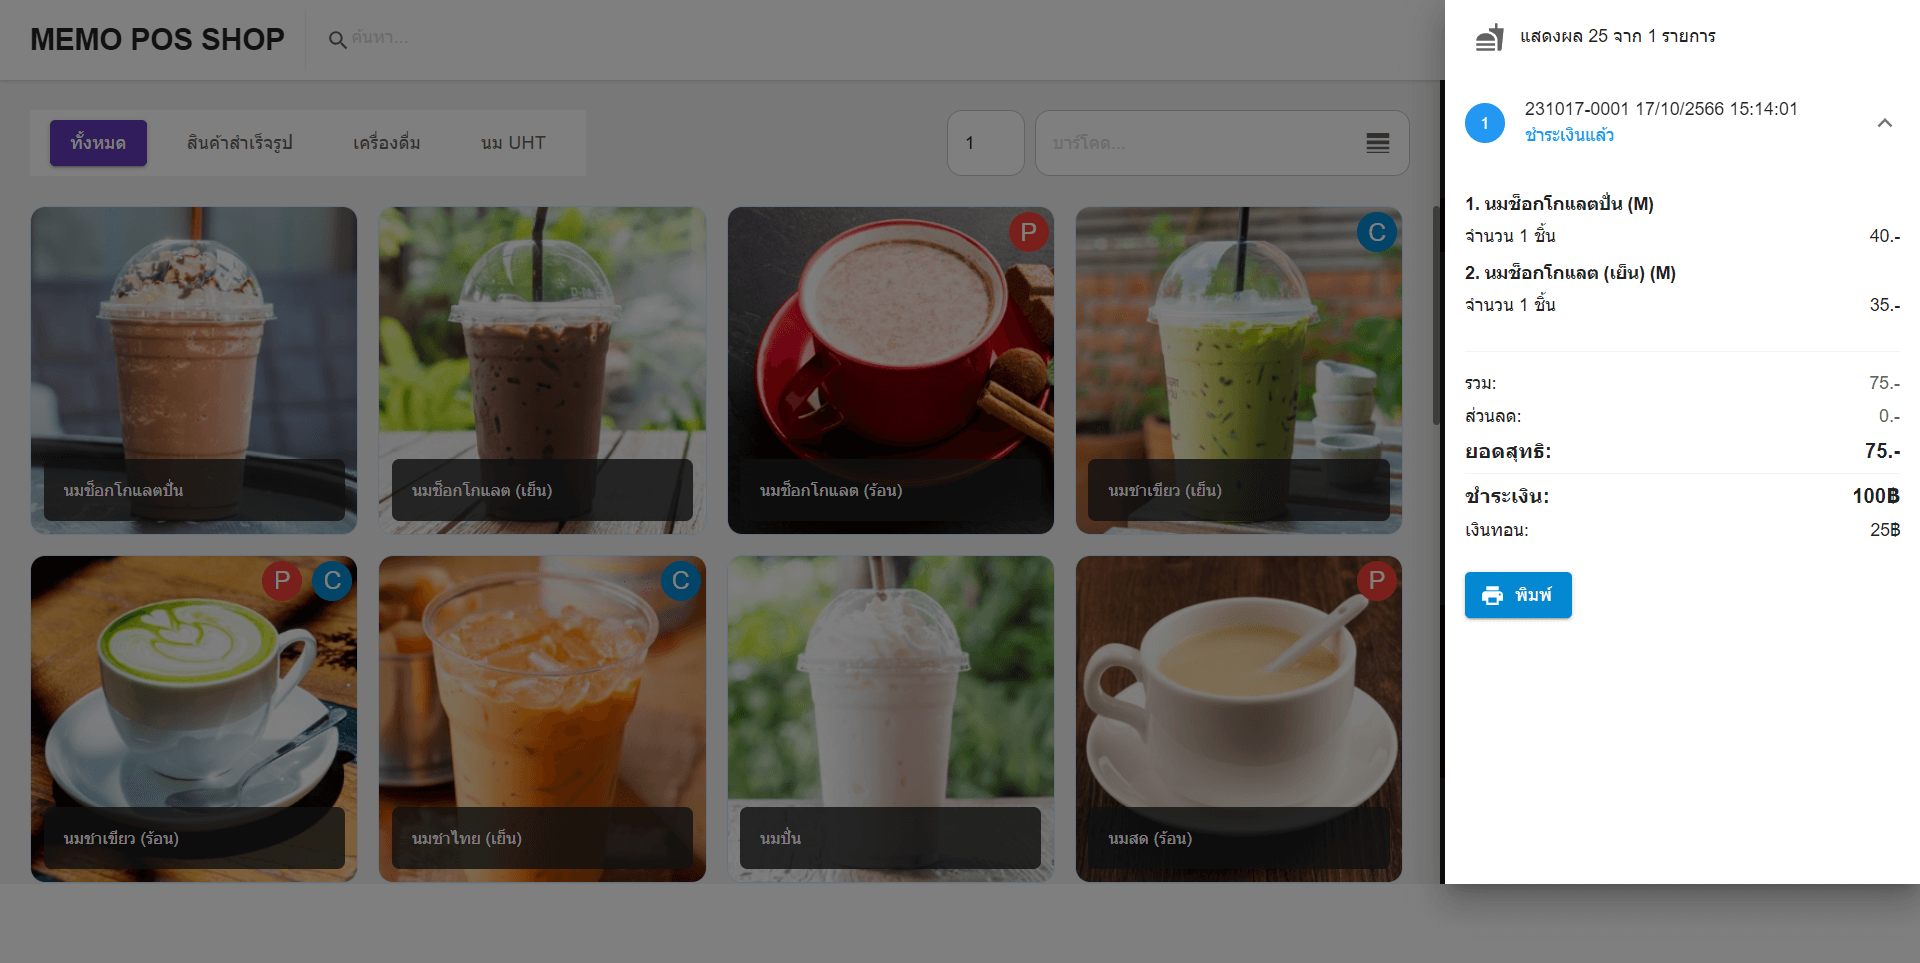 MEMO POS SHOP
ค้นหา...
ทั้งหมด
สินค้าสำเร็จรูป
เครื่องดื่ม
นม UHT
1
บาร์โคด...
P
C
นมช็อกโกแลตปั่น
นมช็อกโกแลต (เย็น)
นมช็อกโกแลต (ร้อน)
นมชาเขียว (เย็น)
P C
C
P
นมชาเขียว (ร้อน)
นมชาไทย (เย็น)
นมปั่น
นมสด (ร้อน)
แสดงผล 25 จาก 1 รายการ
1
231017-0001 17/10/2566 15:14:01
ชำระเงินแล้ว
1. นมช็อกโกแลตปั่น (M)
จำนวน 1 ชิ้น 40.-
2. นมช็อกโกแลต (เย็น) (M)
จำนวน 1 ชิ้น 35.-
รวม: 75.-
ส่วนลด: 0.-
ยอดสุทธิ: 75.-
ชำระเงิน: 100฿
เงินทอน: 25฿
พิมพ์